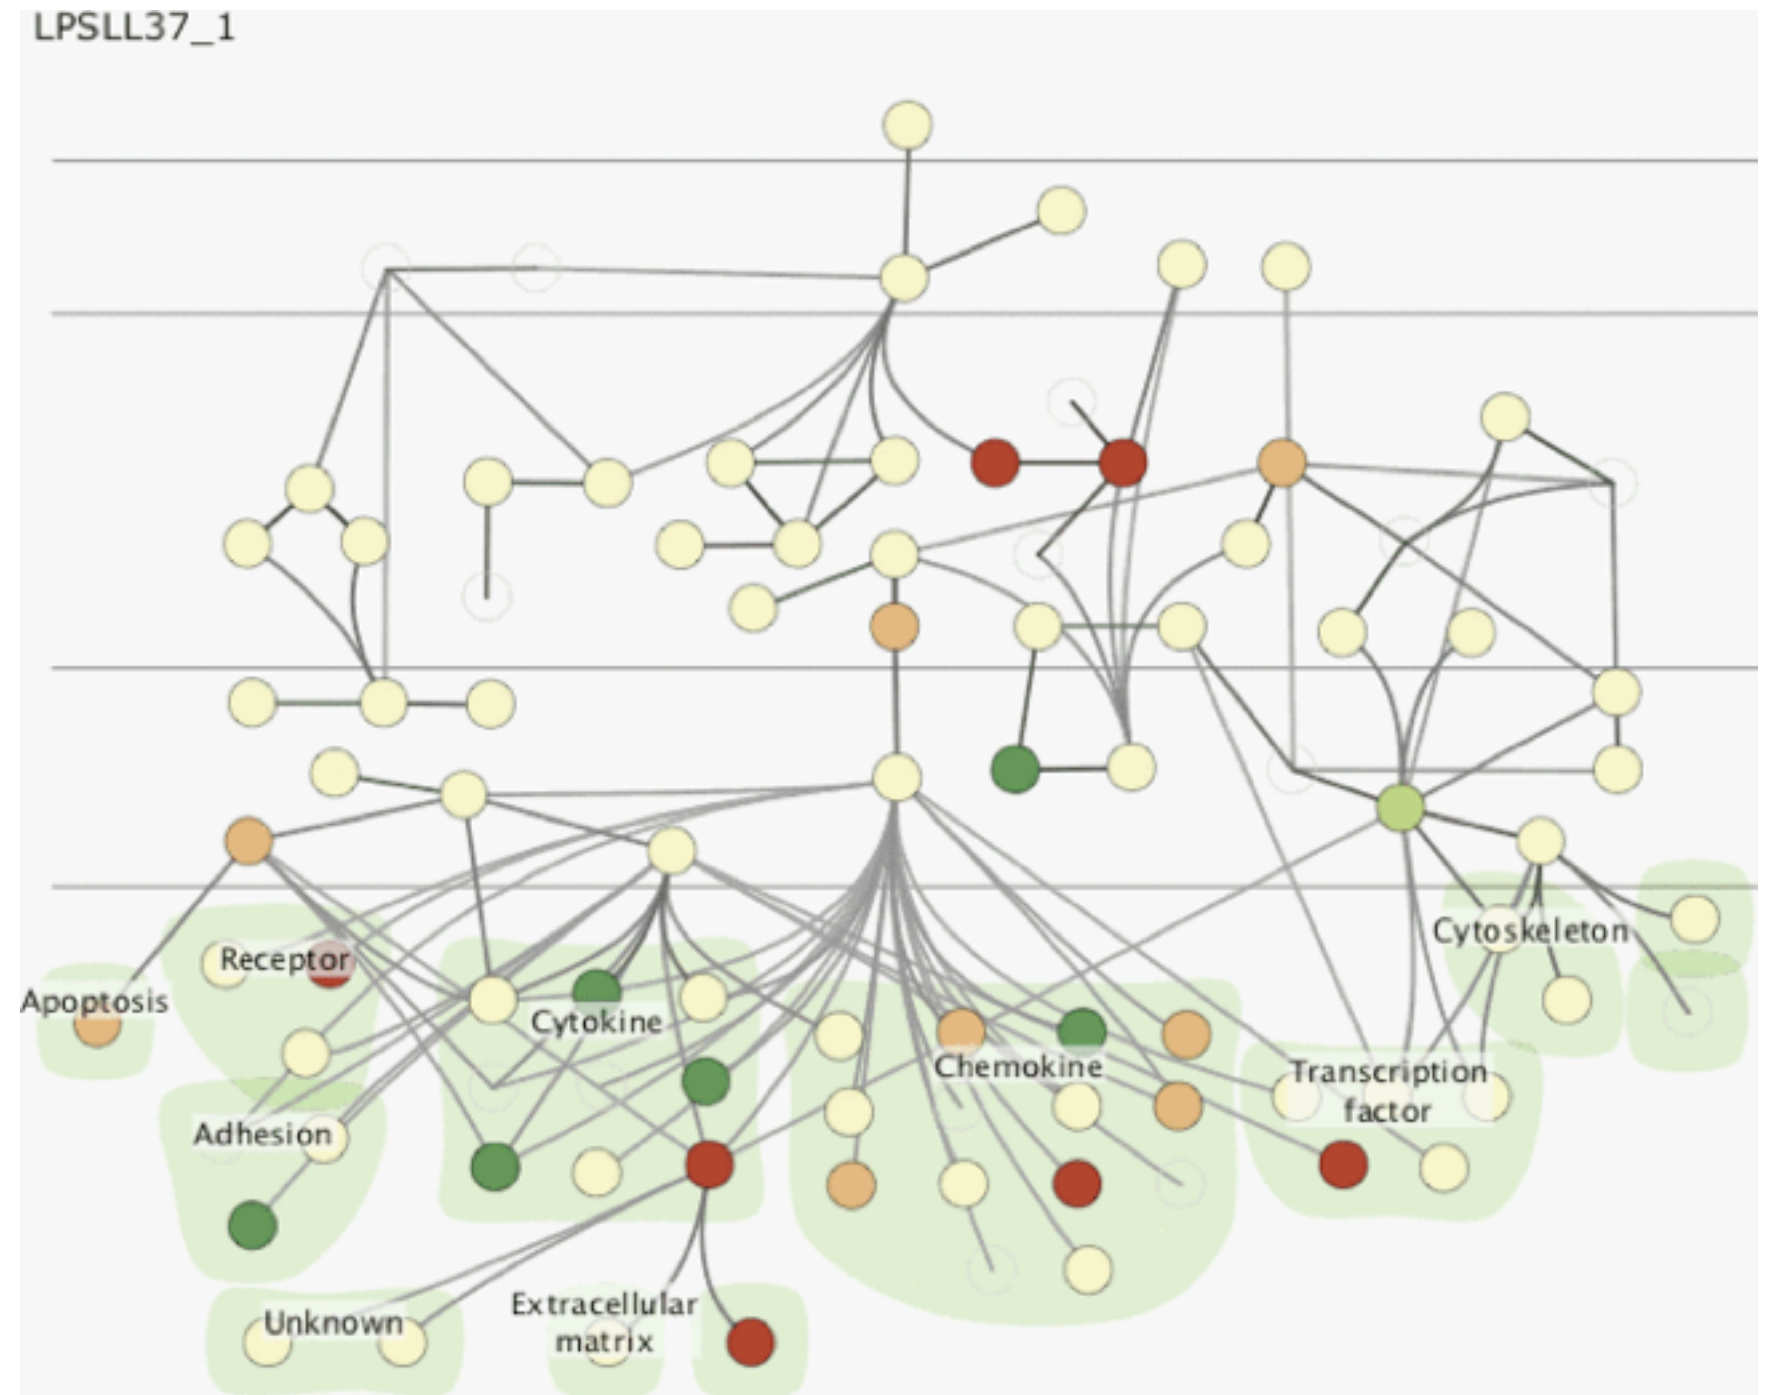 LPSLL37_1
Cytoskeleton
Receptor
Apoptosis
Cytokine
Chemokine
Transcription
factor
Adhesion
Extracellular
matrix
Unknown